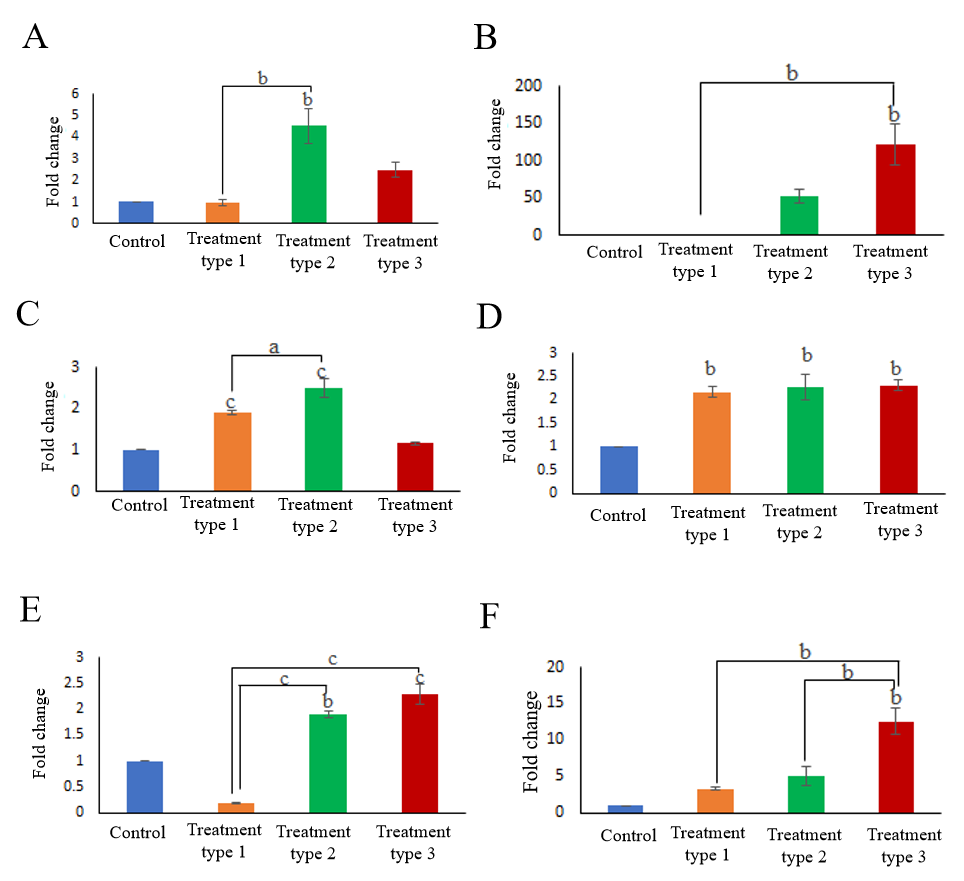 A
b
b
Fold change
6
5
4
3
2
1
0
Control
Treatment
type 1
Treatment
type 2
Treatment
type 3
B
b
b
Fold change
200
150
100
50
0
Control
Treatment
type 1
Treatment
type 2
Treatment
type 3
C
a
c
c
Fold change
3
2
1
0
Control
Treatment
type 1
Treatment
type 2
Treatment
type 3
D
b
b
b
Fold change
3
2.5
2
1.5
1
0.5
0
Control
Treatment
type 1
Treatment
type 2
Treatment
type 3
E
c
c
c
b
Fold change
3
2.5
2
1.5
1
0.5
0
Control
Treatment
type 1
Treatment
type 2
Treatment
type 3
F
b
b
b
Fold change
20
15
10
5
0
Control
Treatment
type 1
Treatment
type 2
Treatment
type 3